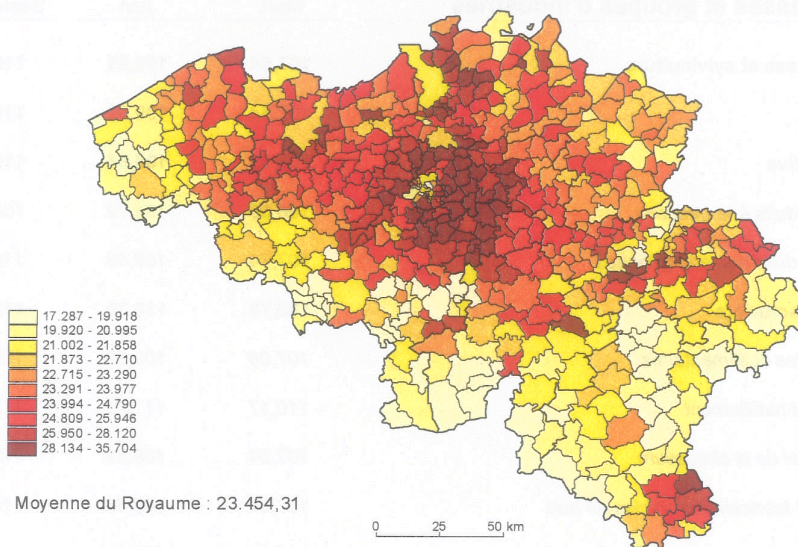 17.287 - 19.918
19.920 - 20.995
21.002 - 21.858
21.873 - 22.710
22.715 - 23.290
23.291 - 23.977
23.994 - 24.790
24.809 - 25.946
25.950 - 28.120
28.134 - 35.704
Moyenne du Royaume : 23.454,31
0 25 50 km